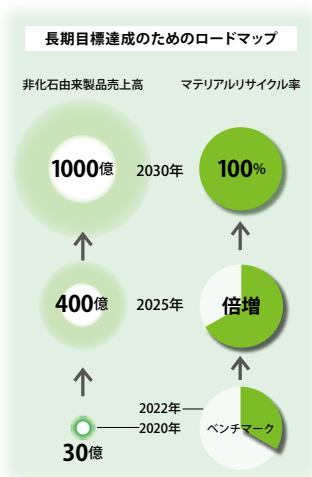 長期目標達成のためのロードマップ
非化石由来製品売上高
マテリアルリサイクル率
1000億
2030年
100%
400億
2025年
倍増
2022年
2020年
ベンチマーク
30億